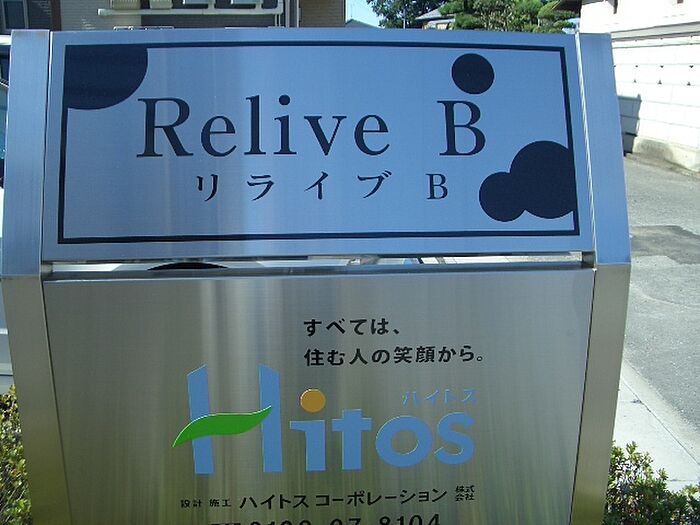 Relive B
リライブ B
すべては、
住む人の笑顔から。
ハイトス
Hitos
設計 施工 ハイトスコーポレーション 株式会社